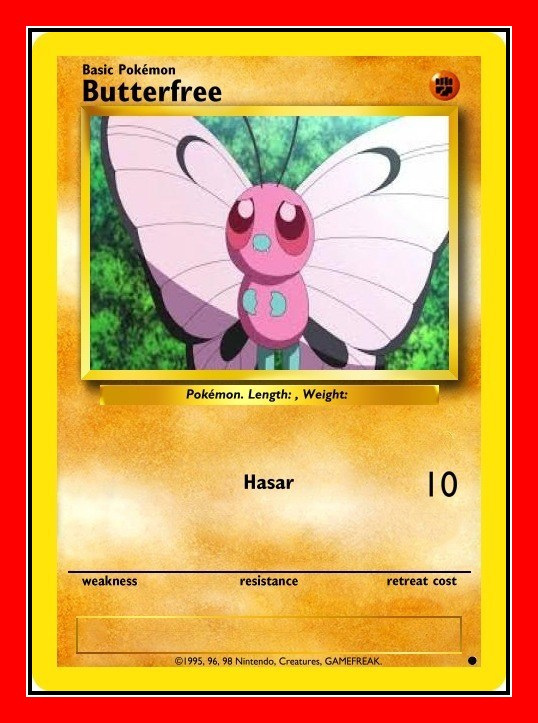 Basic Pokémon
Butterfree
Pokémon. Length: , Weight:
Hasar 10
weakness resistance retreat cost
©1995, 96, 98 Nintendo, Creatures, GAMEFREAK.